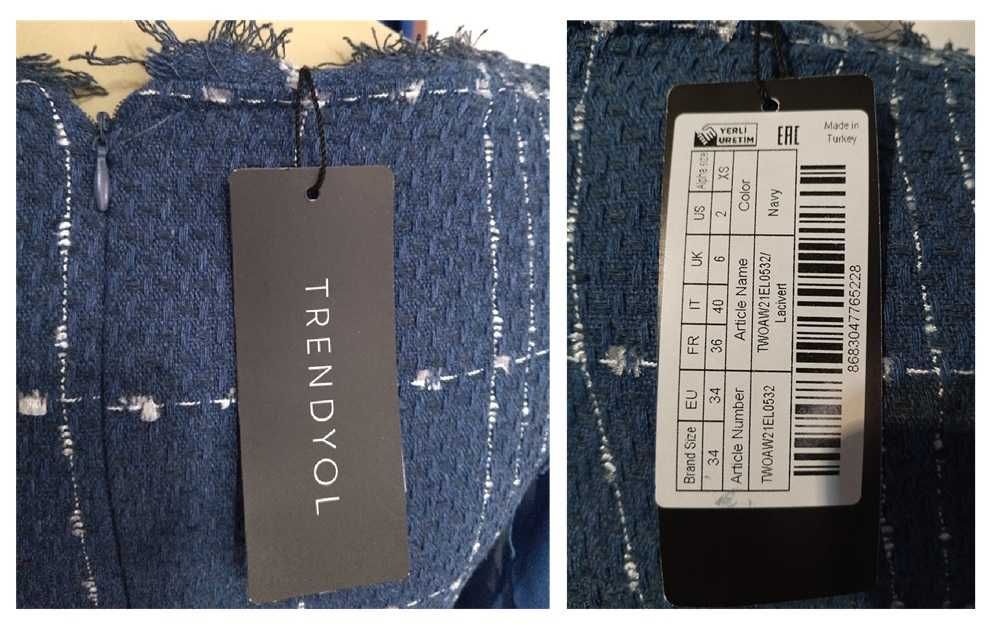 TRENDYOL
YERLİ
ÜRETİM
EAC
Made in
Turkey
Alpha size US UK IT FR EU Brand Size
XS 2 6 40 36 34 34
Color Article Name Article Number
Navy TWOAW21EL0532/ TWOAW21EL0532
Lacivert
8683047765228